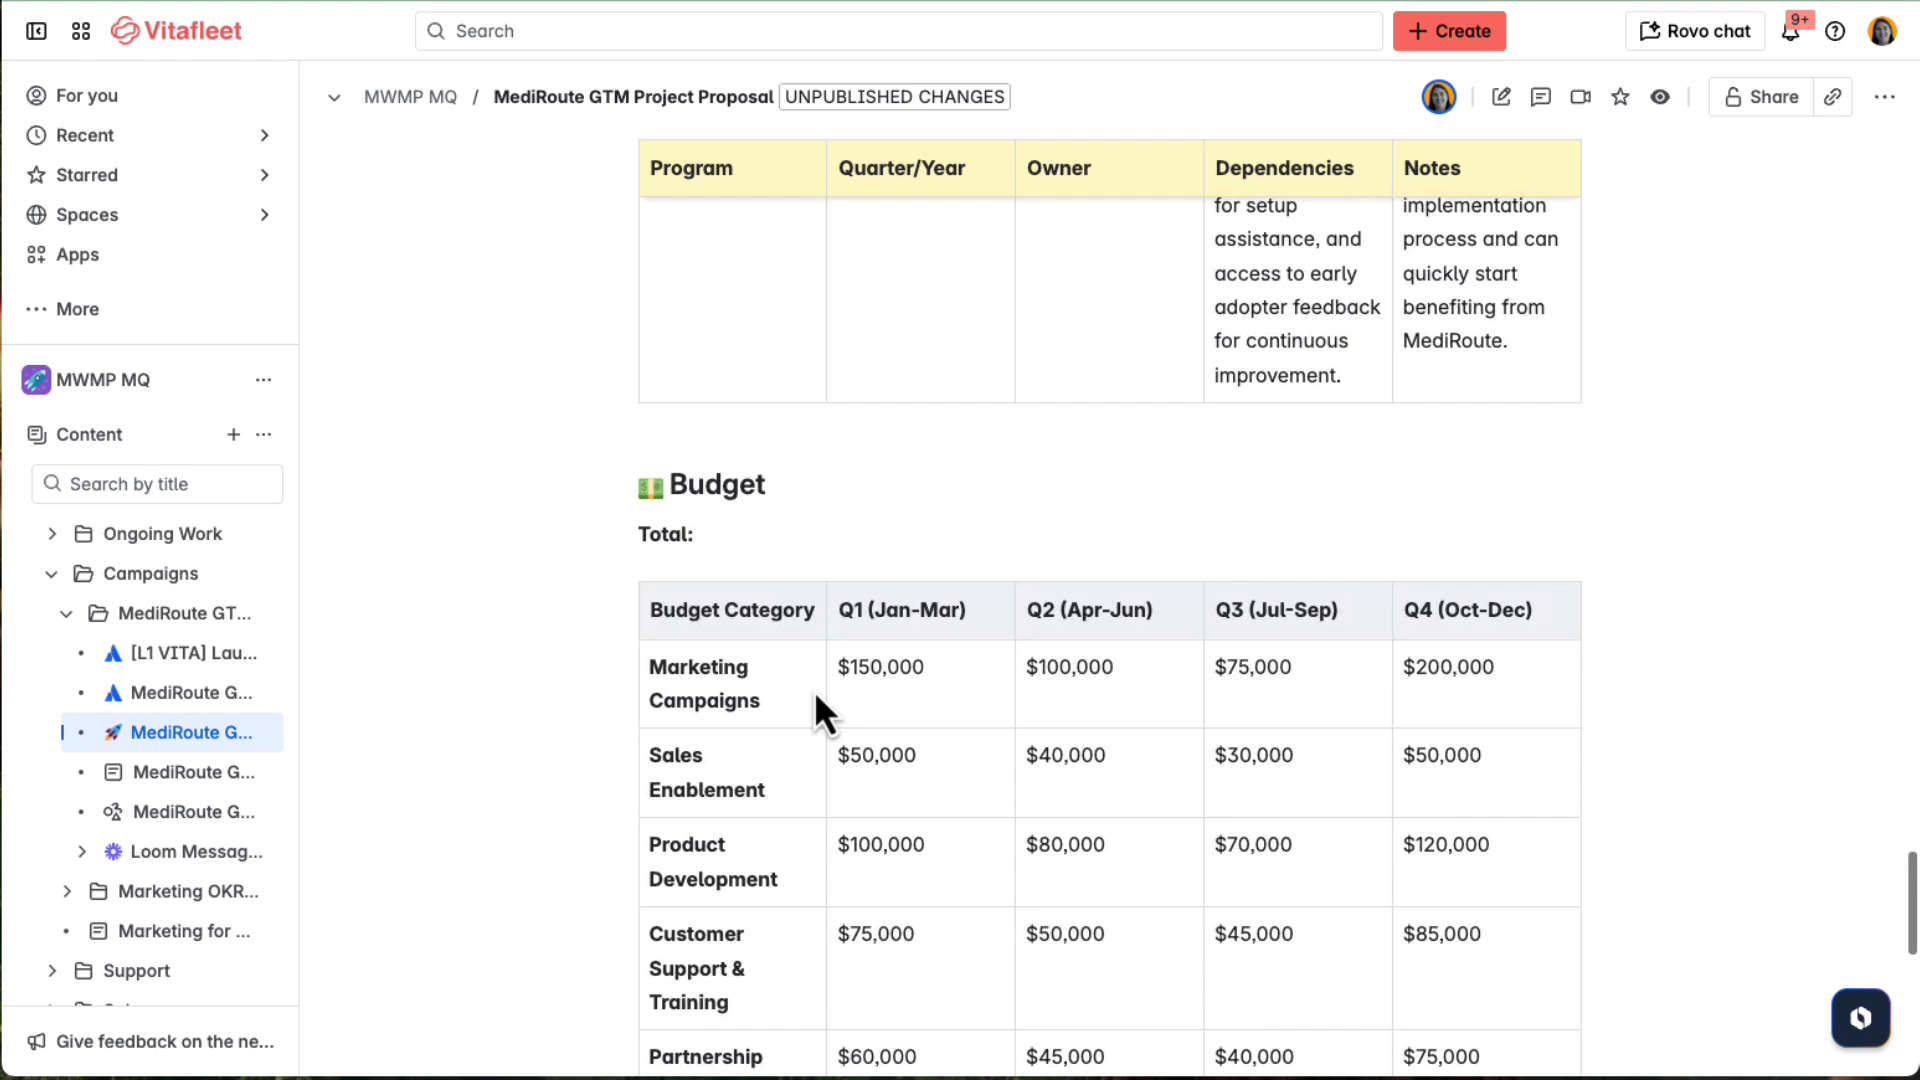 Vitafleet
Search
Create
Rovo chat
9+
For you
Recent
Starred
Spaces
Apps
More
MWMP MQ
Content
Search by title
Ongoing Work
Campaigns
MediRoute GT...
[L1 VITA] Lau...
MediRoute G...
MediRoute G...
MediRoute G...
MediRoute G...
Loom Messag...
Marketing OKR...
Marketing for ...
Support
Give feedback on the ne...
MWMP MQ / MediRoute GTM Project Proposal UNPUBLISHED CHANGES
Share
Program Quarter/Year Owner Dependencies Notes
for setup
assistance, and
access to early
adopter feedback
for continuous
improvement.
implementation
process and can
quickly start
benefiting from
MediRoute.
Budget
Total:
Budget Category Q1 (Jan-Mar) Q2 (Apr-Jun) Q3 (Jul-Sep) Q4 (Oct-Dec)
Marketing
Campaigns
$150,000 $100,000 $75,000 $200,000
Sales
Enablement
$50,000 $40,000 $30,000 $50,000
Product
Development
$100,000 $80,000 $70,000 $120,000
Customer
Support &
Training
$75,000 $50,000 $45,000 $85,000
Partnership
$60,000 $45,000 $40,000 $75,000